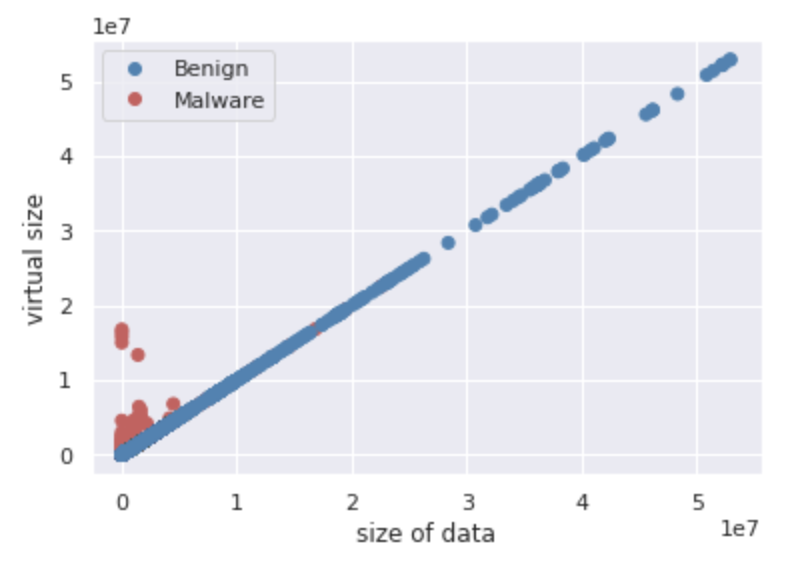 1e7
Benign
Malware
5
4
3
2
1
0
virtual size
0 1 2 3 4 5
1e7
size of data